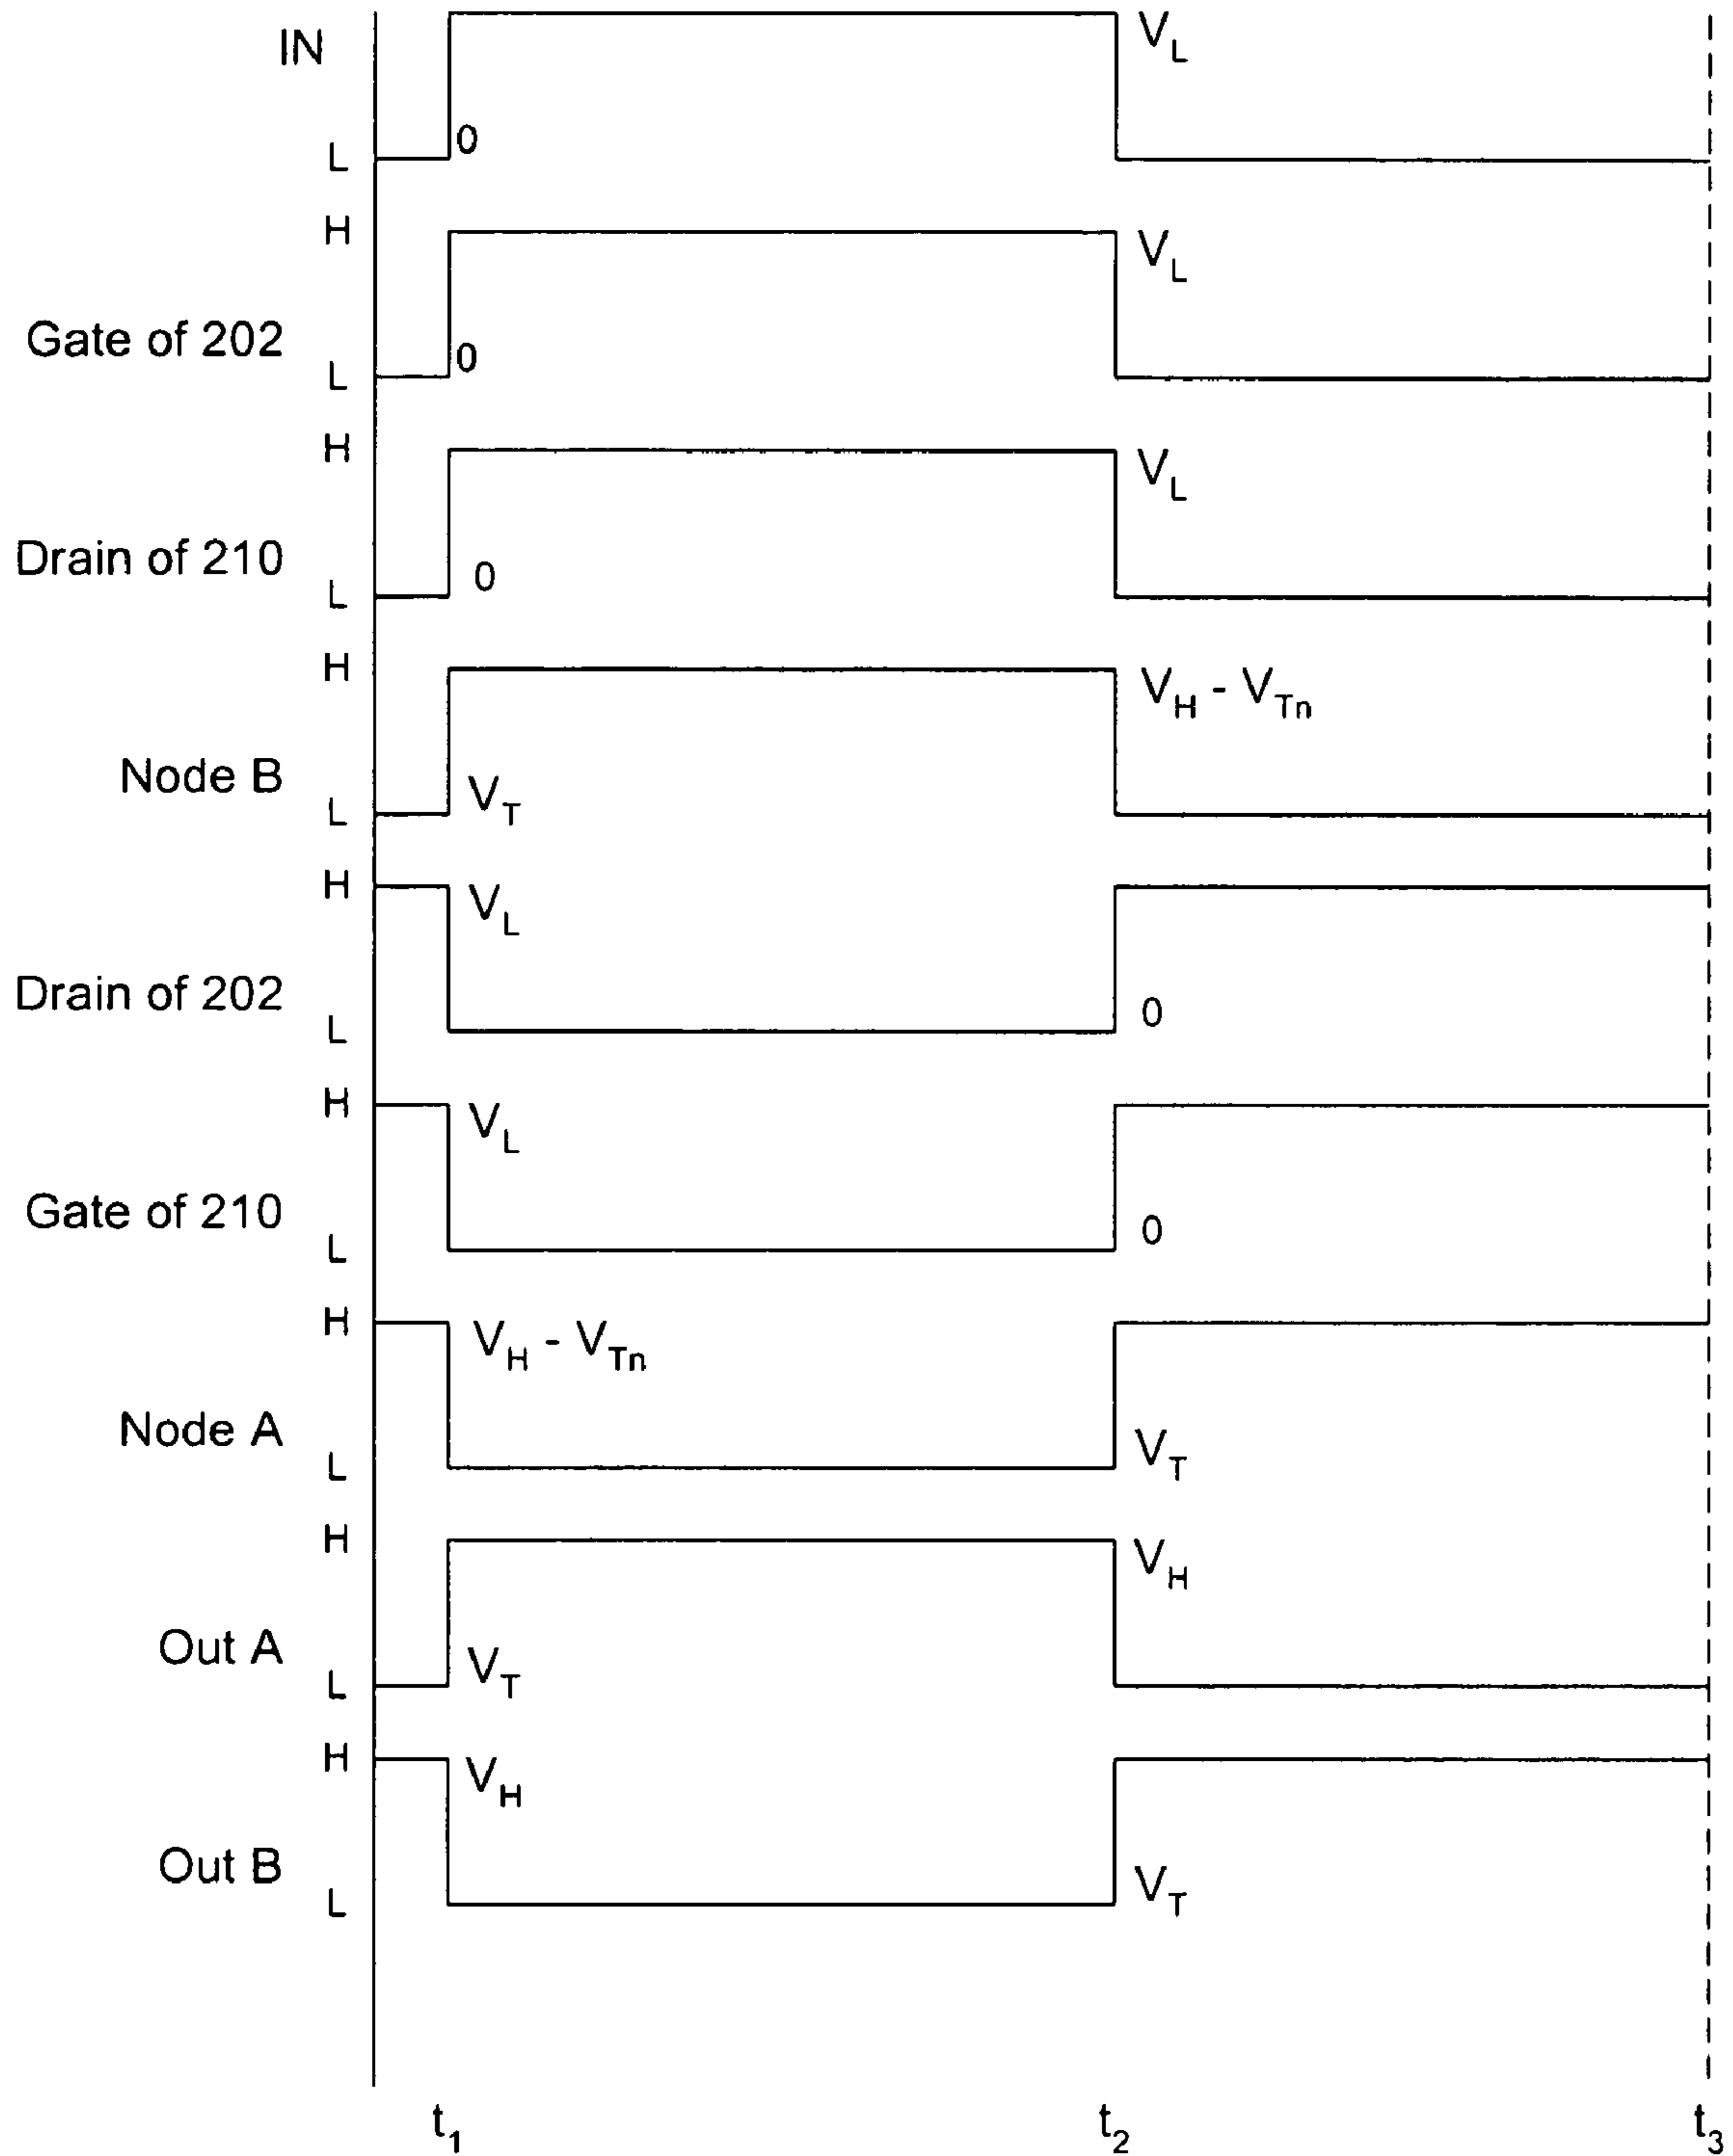 IN
V_L
0
L
H
V_L
Gate of 202
0
L
H
V_L
Drain of 210
0
L
H
V_H - V_Tn
Node B
V_T
L
H
V_L
Drain of 202
0
L
H
V_L
Gate of 210
0
L
H
V_H - V_Tn
Node A
V_T
L
H
V_H
Out A
V_T
L
H
V_H
Out B
V_T
L
t_1 t_2 t_3